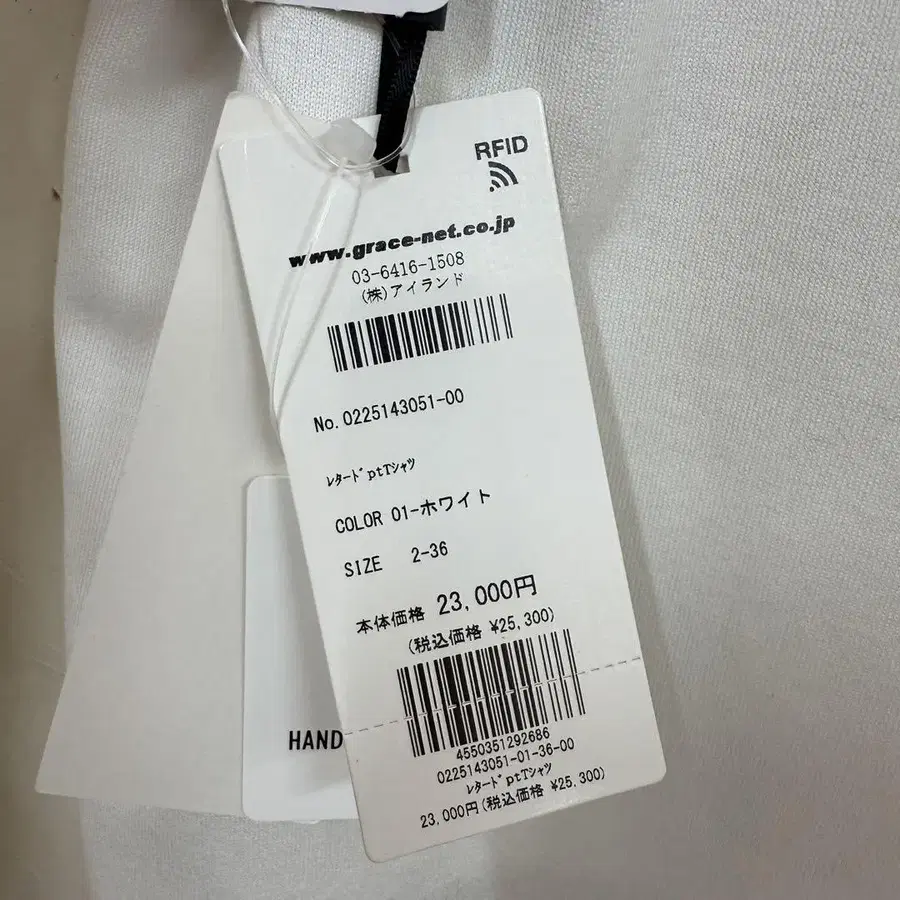 RFID
www.grace-net.co.jp
03-6416-1508
(株)アイランド
No. 0225143051-00
ﾚﾀｰﾄﾞptTｼｬﾂ
COLOR 01-ホワイト
SIZE 2-36
本体価格 23,000円
(税込価格 ¥25,300)
4550351292686
0225143051-01-36-00
ﾚﾀｰﾄﾞptTｼｬﾂ
23,000円(税込価格 ¥25,300)
HAND